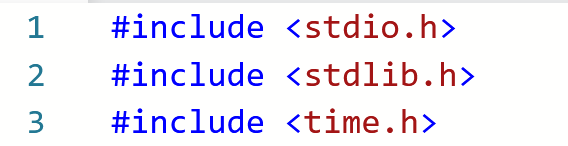 1 #include <stdio.h>
2 #include <stdlib.h>
3 #include <time.h>